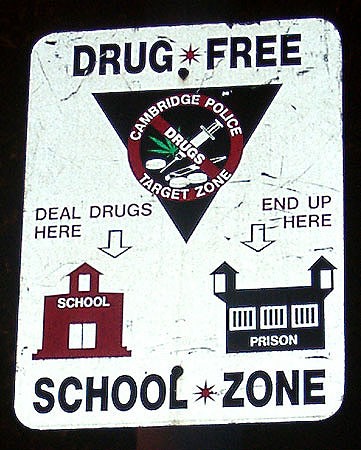 DRUG FREE
CAMBRIDGE POLICE
DRUGS
TARGET ZONE
DEAL DRUGS
HERE
END UP
HERE
SCHOOL
PRISON
SCHOOL ZONE